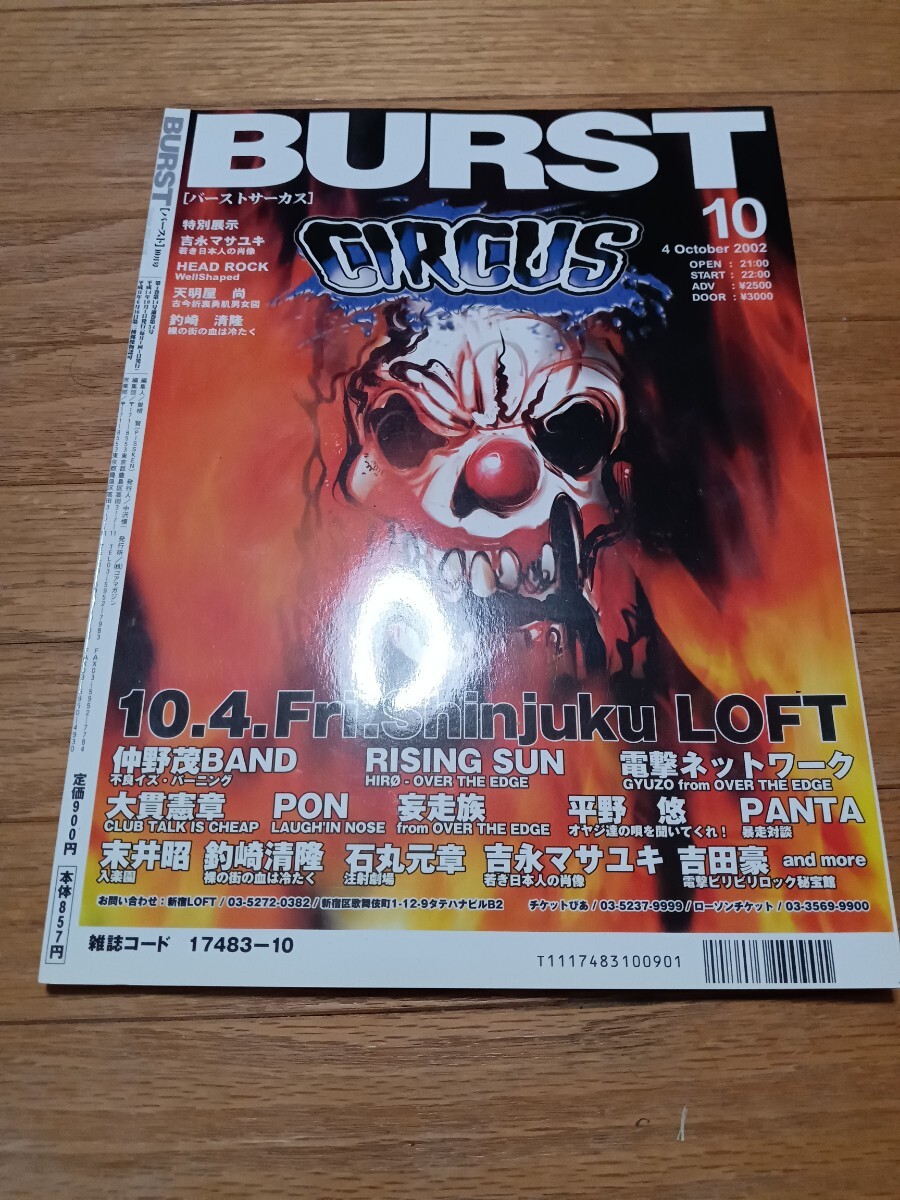 BURST
[バーストサーカス]
CIRCUS
10
4 October 2002
OPEN : 21:00
START : 22:00
ADV : ¥2500
DOOR : ¥3000
特別展示
吉永マサユキ
若き日本人の肖像
HEAD ROCK
WellShaped
天明屋 尚
古今折衷勇肌男女図
釣崎 清隆
裸の街の血は冷たく
10.4.Fri.Shinjuku LOFT
仲野茂BAND
不良イズ・バーニング
RISING SUN
HIRØ - OVER THE EDGE
電撃ネットワーク
GYUZO from OVER THE EDGE
大貫憲章
CLUB TALK IS CHEAP
PON
LAUGH'IN NOSE
妄走族
from OVER THE EDGE
平野 悠
オヤジ達の唄を聞いてくれ!
PANTA
暴走対談
末井昭
入楽園
釣崎清隆
裸の街の血は冷たく
石丸元章
注射劇場
吉永マサユキ
若き日本人の肖像
吉田豪
電撃ビリビリロック秘宝館
and more
お問い合わせ：新宿LOFT / 03-5272-0382 / 新宿区歌舞伎町1-12-9タテハナビルB2
チケットぴあ / 03-5237-9999 / ローソンチケット / 03-3569-9900
雑誌コード 17483-10
T1117483100901
BURST
[バースト] 10月号
定価900円
本体857円